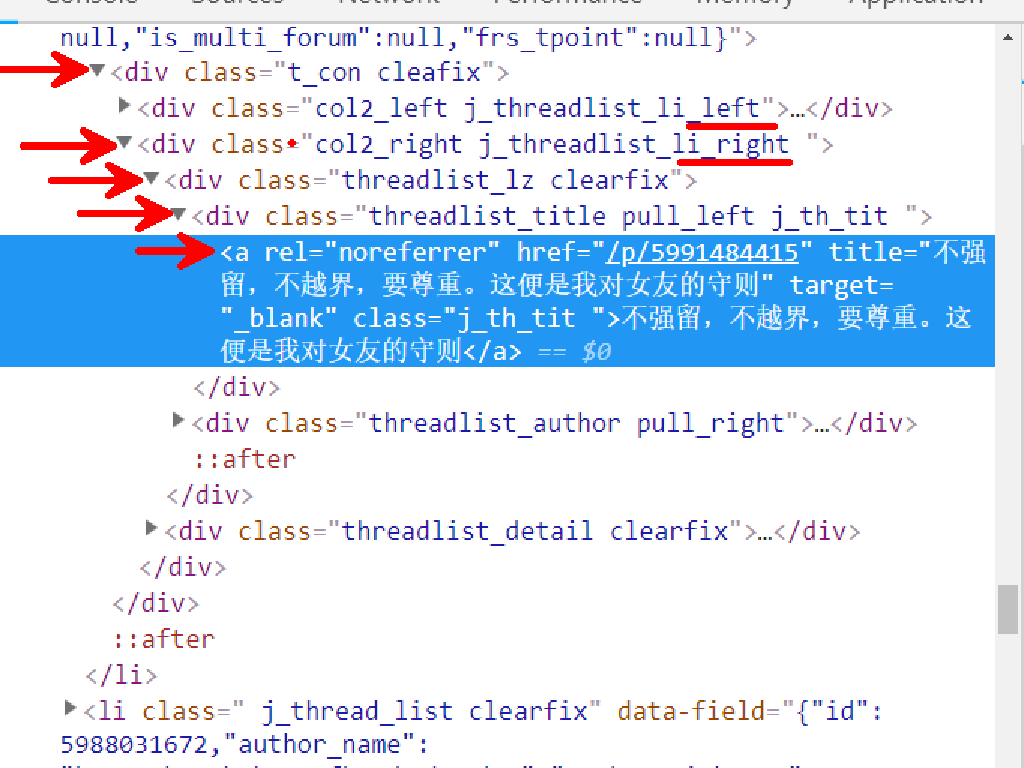 Console Sources Network Performance Memory Application
null,"is_multi_forum":null,"frs_tpoint":null}">
<div class="t_con cleafix">
<div class="col2_left j_threadlist_li_left">…</div>
<div class="col2_right j_threadlist_li_right ">
<div class="threadlist_lz clearfix">
<div class="threadlist_title pull_left j_th_tit ">
<a rel="noreferrer" href="/p/5991484415" title="不强
留，不越界，要尊重。这便是我对女友的守则" target=
"_blank" class="j_th_tit ">不强留，不越界，要尊重。这
便是我对女友的守则</a> == $0
</div>
<div class="threadlist_author pull_right">…</div>
::after
</div>
<div class="threadlist_detail clearfix">…</div>
</div>
</div>
::after
</li>
<li class=" j_thread_list clearfix" data-field="{"id":
5988031672,"author_name":